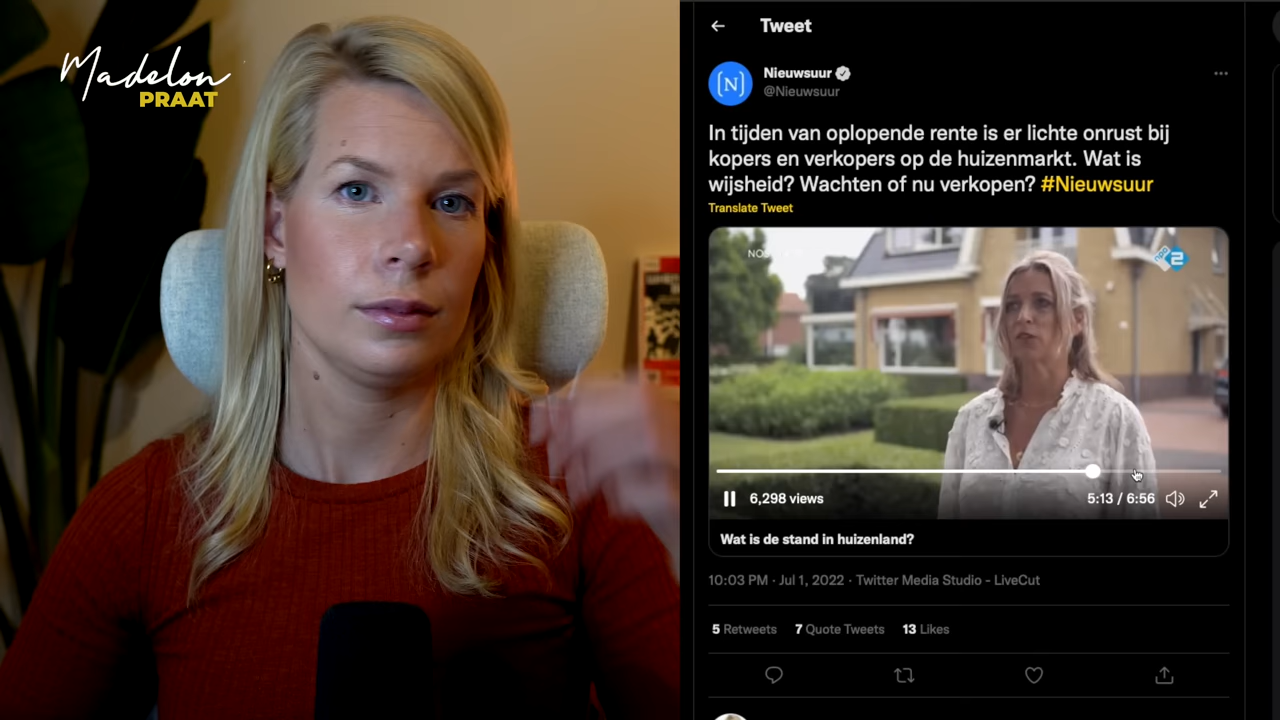 Madelon
PRAAT
Tweet
Nieuwsuur
@Nieuwsuur
In tijden van oplopende rente is er lichte onrust bij
kopers en verkopers op de huizenmarkt. Wat is
wijsheid? Wachten of nu verkopen? #Nieuwsuur
Translate Tweet
npo 2
6,298 views
5:13 / 6:56
Wat is de stand in huizenland?
10:03 PM · Jul 1, 2022 · Twitter Media Studio - LiveCut
5 Retweets 7 Quote Tweets 13 Likes